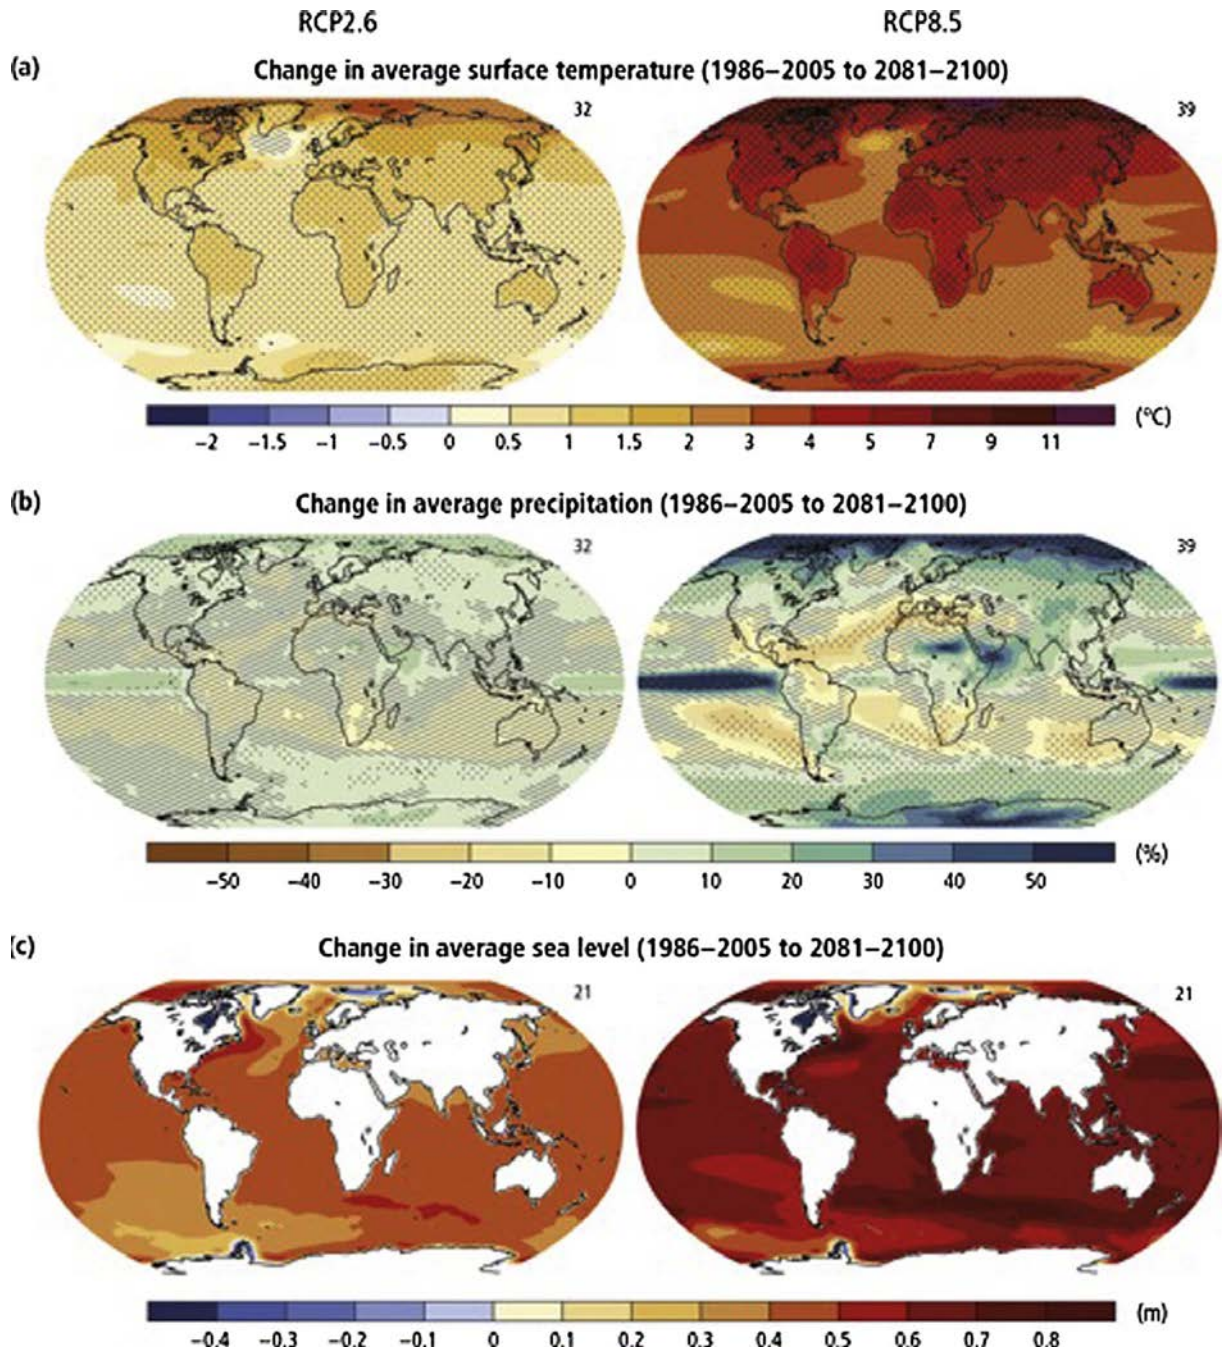 RCP2.6 RCP8.5
(a) Change in average surface temperature (1986–2005 to 2081–2100)
32 39
−2 −1.5 −1 −0.5 0 0.5 1 1.5 2 3 4 5 7 9 11 (°C)
(b) Change in average precipitation (1986–2005 to 2081–2100)
32 39
−50 −40 −30 −20 −10 0 10 20 30 40 50 (%)
(c) Change in average sea level (1986–2005 to 2081–2100)
21 21
−0.4 −0.3 −0.2 −0.1 0 0.1 0.2 0.3 0.4 0.5 0.6 0.7 0.8 (m)